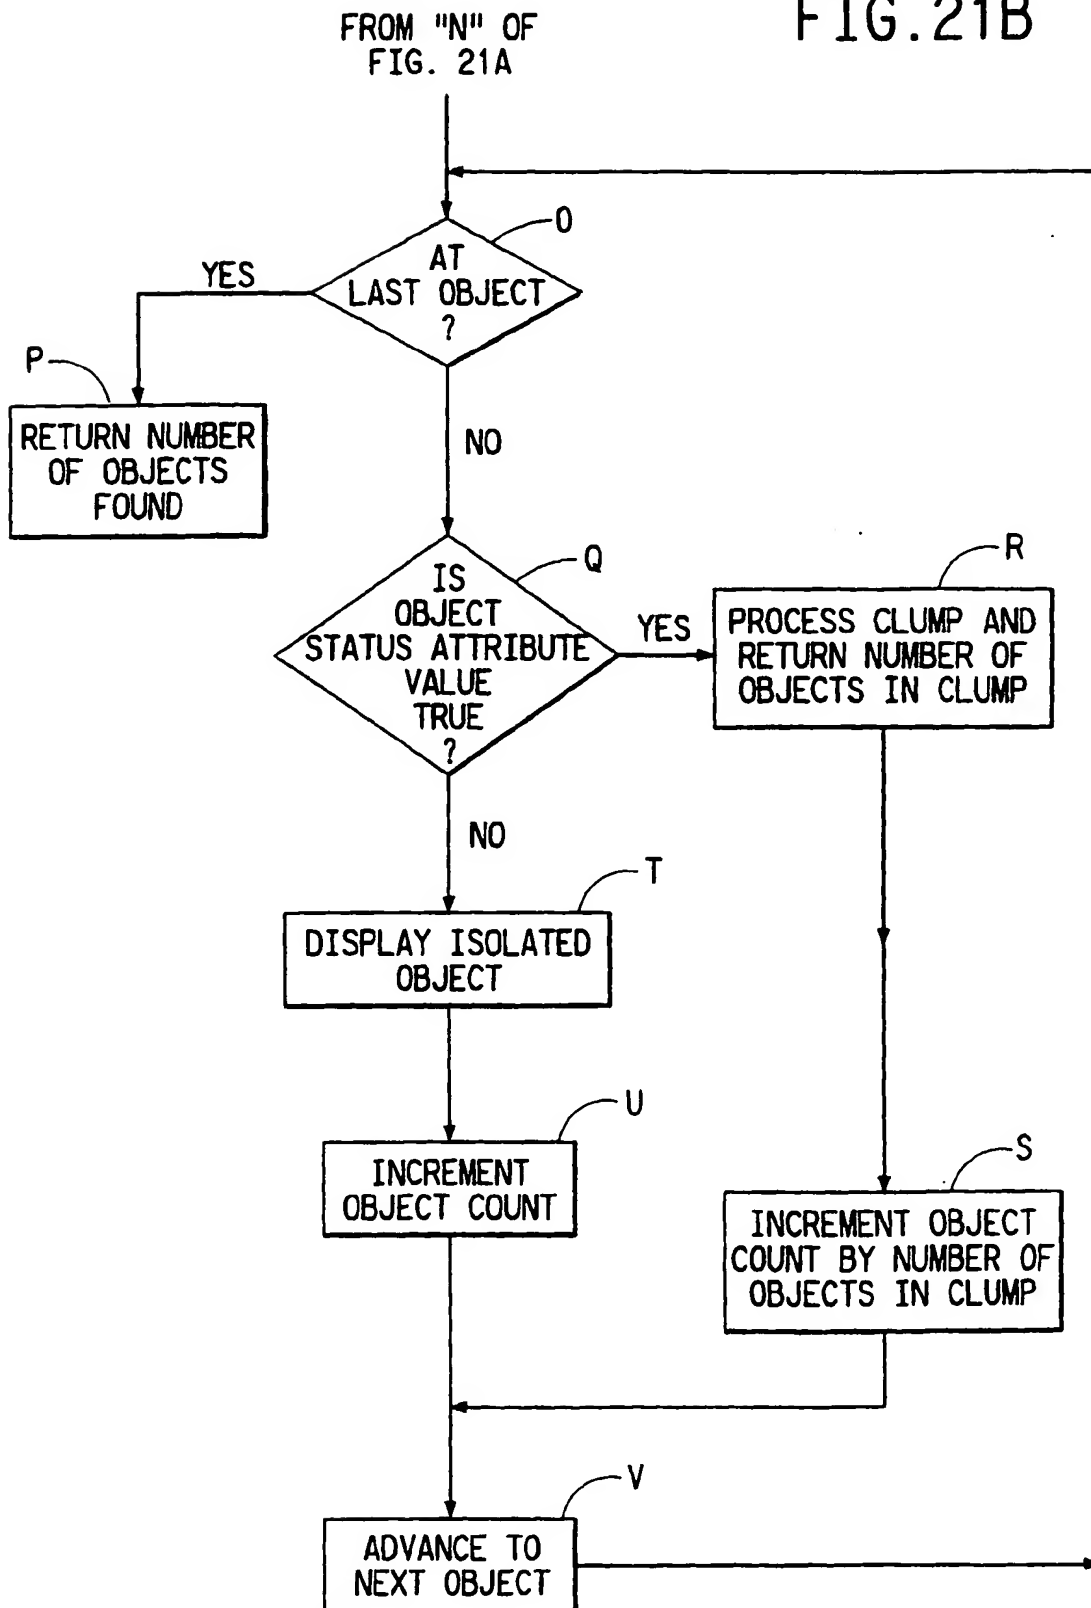 FIG.21B
FROM "N" OF
FIG. 21A
O
AT
LAST OBJECT
?
YES
P
RETURN NUMBER
OF OBJECTS
FOUND
NO
Q
IS
OBJECT
STATUS ATTRIBUTE
VALUE
TRUE
?
YES
R
PROCESS CLUMP AND
RETURN NUMBER OF
OBJECTS IN CLUMP
NO
T
DISPLAY ISOLATED
OBJECT
U
INCREMENT
OBJECT COUNT
S
INCREMENT OBJECT
COUNT BY NUMBER OF
OBJECTS IN CLUMP
V
ADVANCE TO
NEXT OBJECT